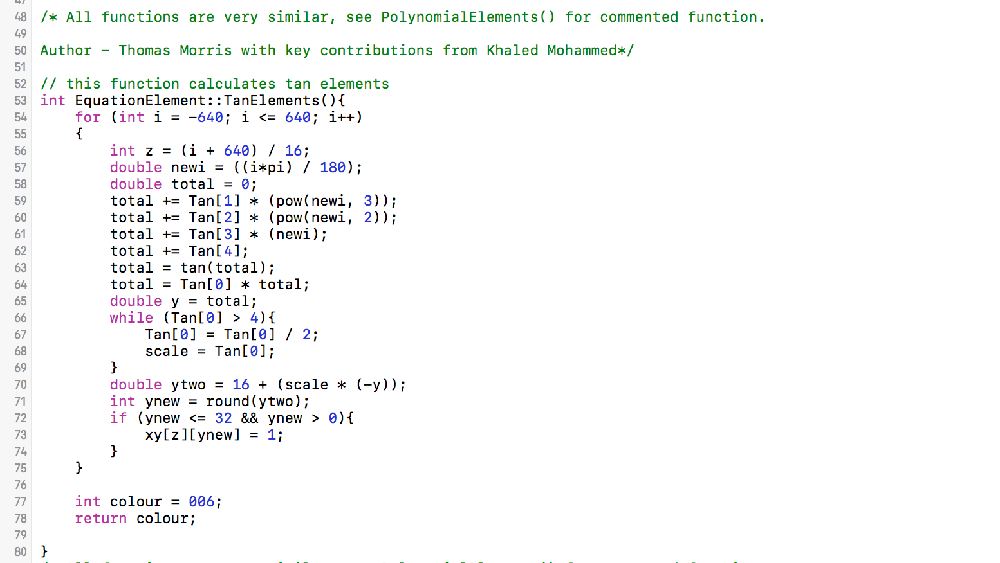 48 /* All functions are very similar, see PolynomialElements() for commented function.
49
50 Author – Thomas Morris with key contributions from Khaled Mohammed*/
51
52 // this function calculates tan elements
53 int EquationElement::TanElements(){
54     for (int i = -640; i <= 640; i++)
55     {
56         int z = (i + 640) / 16;
57         double newi = ((i*pi) / 180);
58         double total = 0;
59         total += Tan[1] * (pow(newi, 3));
60         total += Tan[2] * (pow(newi, 2));
61         total += Tan[3] * (newi);
62         total += Tan[4];
63         total = tan(total);
64         total = Tan[0] * total;
65         double y = total;
66         while (Tan[0] > 4){
67             Tan[0] = Tan[0] / 2;
68             scale = Tan[0];
69         }
70         double ytwo = 16 + (scale * (-y));
71         int ynew = round(ytwo);
72         if (ynew <= 32 && ynew > 0){
73             xy[z][ynew] = 1;
74         }
75     }
76
77     int colour = 006;
78     return colour;
79
80 }